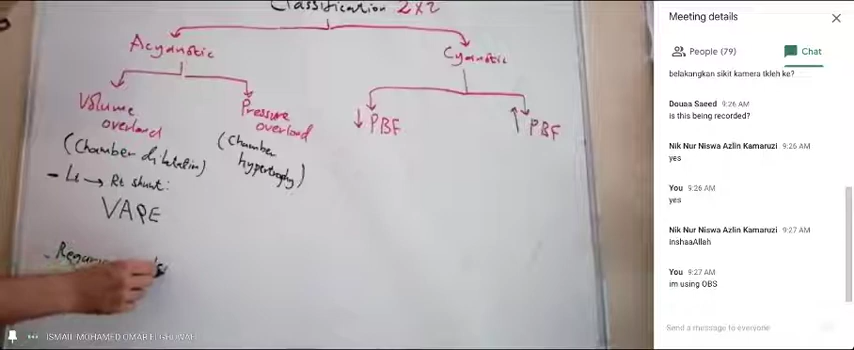 Classification 2x2
Acyanotic
Cyanotic
Volume
overload
(Chamber dilatation)
- Lt → Rt shunt:
VAPE
Pressure
overload
(Chamber
hypertrophy)
↓ PBF
↑ PBF
Meeting details
People (79)
Chat
belakangkan sikit kamera tkleh ke?
Douaa Saeed 9:26 AM
is this being recorded?
Nik Nur Niswa Azlin Kamaruzi 9:26 AM
yes
You 9:26 AM
yes
Nik Nur Niswa Azlin Kamaruzi 9:27 AM
InshaaAllah
You 9:27 AM
im using OBS
Send a message to everyone
ISMAIL MOHAMED OMAR